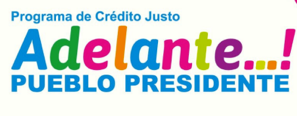 Programa de Crédito Justo
Adelante...!
PUEBLO PRESIDENTE